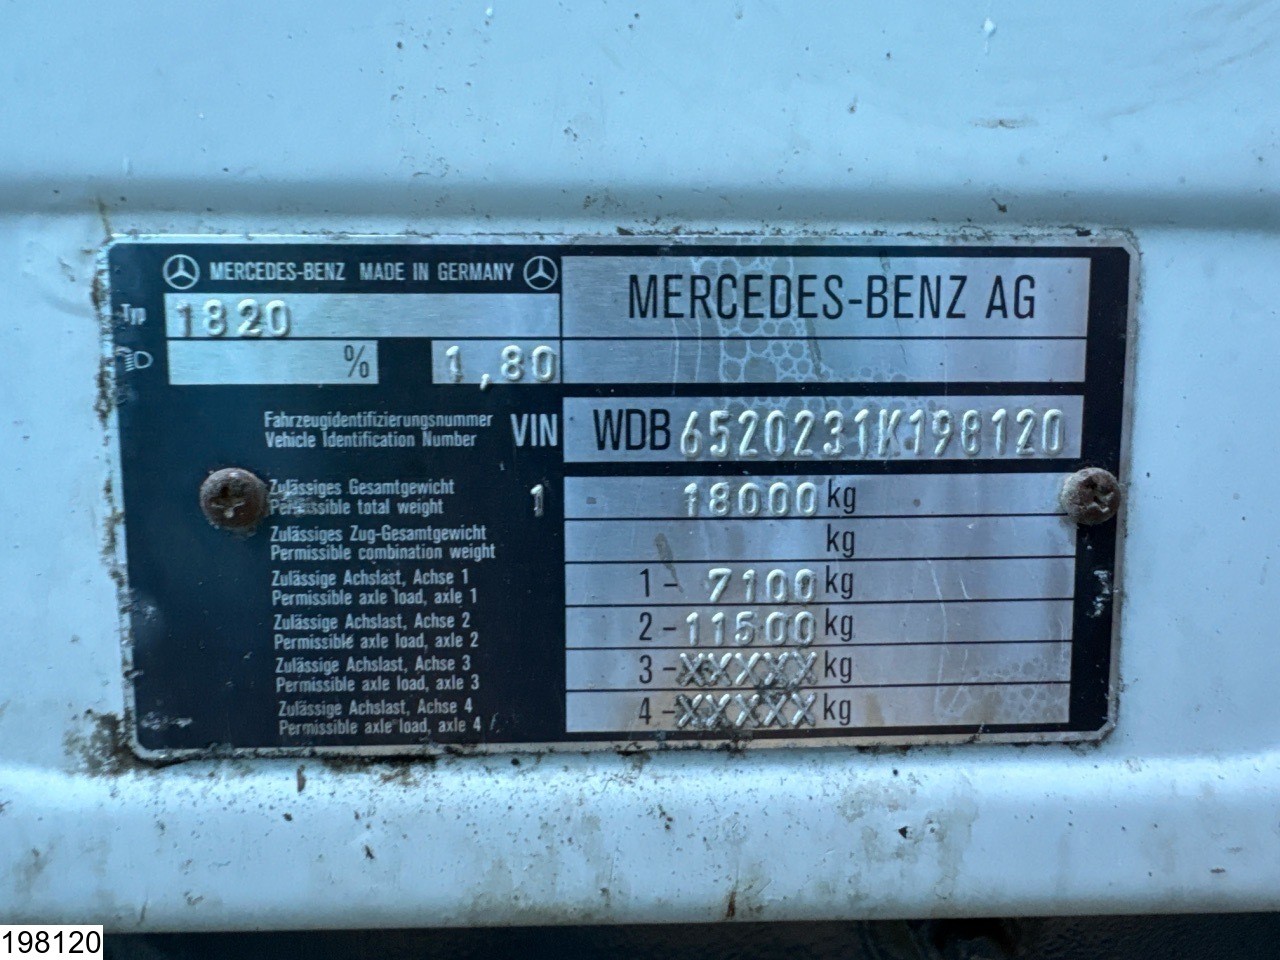 MERCEDES-BENZ MADE IN GERMANY
MERCEDES-BENZ AG
Typ 1820
% 1,80
Fahrzeugidentifizierungsnummer
Vehicle Identification Number
VIN WDB6520231K198120
Zulässiges Gesamtgewicht
Permissible total weight
1 18000 kg
Zulässiges Zug-Gesamtgewicht
Permissible combination weight
kg
Zulässige Achslast, Achse 1
Permissible axle load, axle 1
1 - 7100 kg
Zulässige Achslast, Achse 2
Permissible axle load, axle 2
2 - 11500 kg
Zulässige Achslast, Achse 3
Permissible axle load, axle 3
3 - XXXXX kg
Zulässige Achslast, Achse 4
Permissible axle load, axle 4
4 - XXXXX kg
198120